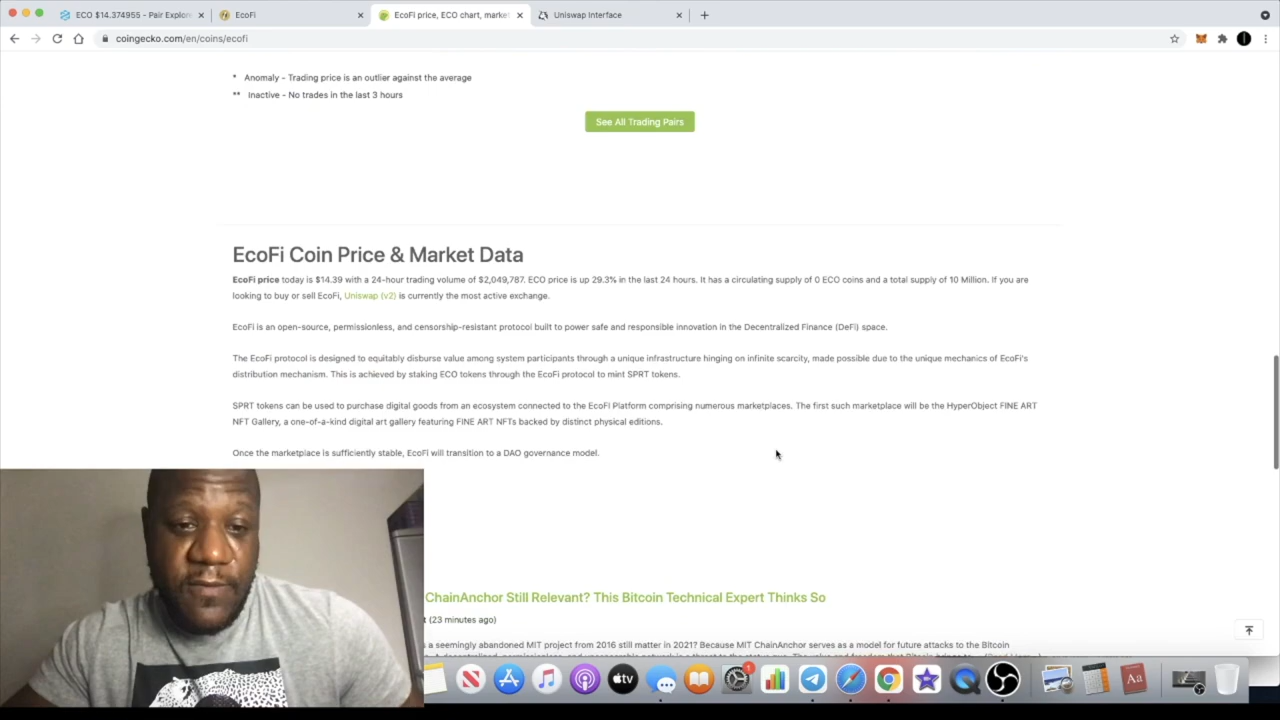 ECO $14.374955 - Pair Explor
EcoFi
EcoFi price, ECO chart, market
Uniswap Interface
coingecko.com/en/coins/ecofi
* Anomaly - Trading price is an outlier against the average
** Inactive - No trades in the last 3 hours
See All Trading Pairs
EcoFi Coin Price & Market Data
EcoFi price today is $14.39 with a 24-hour trading volume of $2,049,787. ECO price is up 29.3% in the last 24 hours. It has a circulating supply of 0 ECO coins and a total supply of 10 Million. If you are
looking to buy or sell EcoFi, Uniswap (v2) is currently the most active exchange.
EcoFi is an open-source, permissionless, and censorship-resistant protocol built to power safe and responsible innovation in the Decentralized Finance (DeFi) space.
The EcoFi protocol is designed to equitably disburse value among system participants through a unique infrastructure hinging on infinite scarcity, made possible due to the unique mechanics of EcoFi's
distribution mechanism. This is achieved by staking ECO tokens through the EcoFi protocol to mint SPRT tokens.
SPRT tokens can be used to purchase digital goods from an ecosystem connected to the EcoFi Platform comprising numerous marketplaces. The first such marketplace will be the HyperObject FINE ART
NFT Gallery, a one-of-a-kind digital art gallery featuring FINE ART NFTs backed by distinct physical editions.
Once the marketplace is sufficiently stable, EcoFi will transition to a DAO governance model.
ChainAnchor Still Relevant? This Bitcoin Technical Expert Thinks So
t (23 minutes ago)
s a seemingly abandoned MIT project from 2016 still matter in 2021? Because MIT ChainAnchor serves as a model for future attacks to the Bitcoin
tv
1
Aa